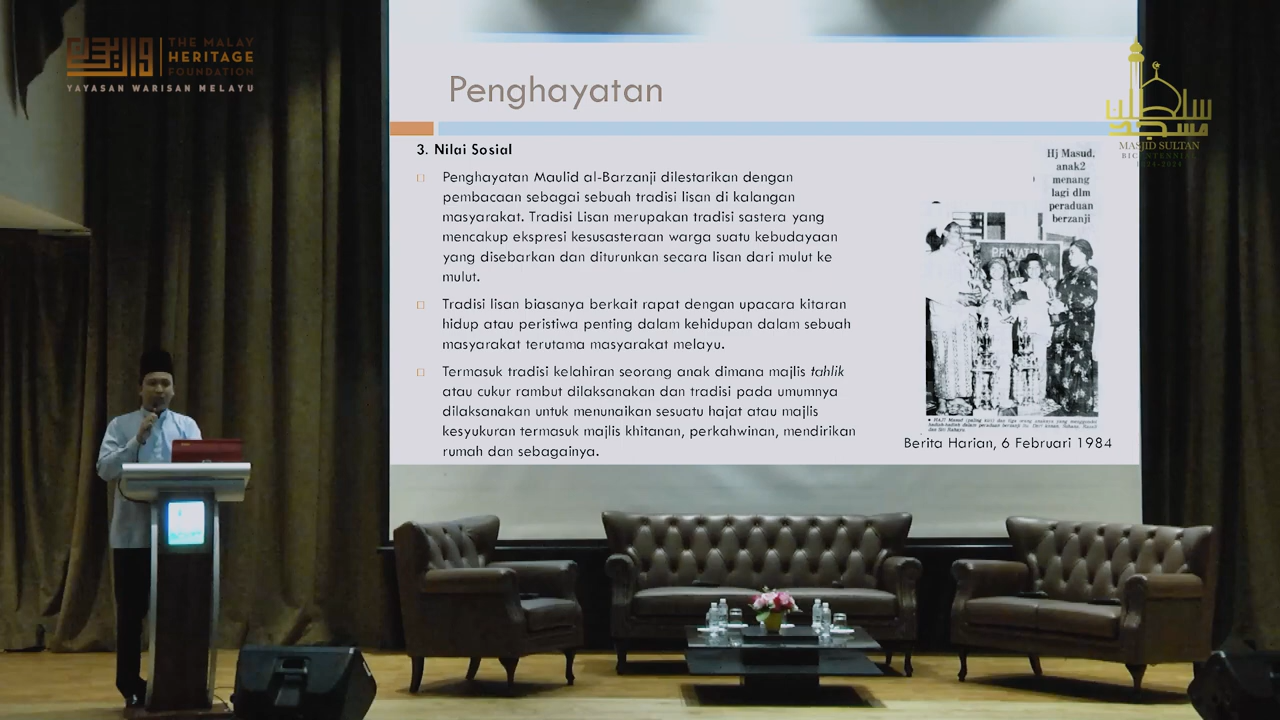 THE MALAY
HERITAGE
FOUNDATION
YAYASAN WARISAN MELAYU
Penghayatan
سلطان
مسجد
MASJID SULTAN
BICENTENNIAL
3. Nilai Sosial
Penghayatan Maulid al-Barzanji dilestarikan dengan
pembacaan sebagai sebuah tradisi lisan di kalangan
masyarakat. Tradisi Lisan merupakan tradisi sastera yang
mencakup ekspresi kesusasteraan warga suatu kebudayaan
yang disebarkan dan diturunkan secara lisan dari mulut ke
mulut.
Tradisi lisan biasanya berkait rapat dengan upacara kitaran
hidup atau peristiwa penting dalam kehidupan dalam sebuah
masyarakat terutama masyarakat melayu.
Termasuk tradisi kelahiran seorang anak dimana majlis tahlik
atau cukur rambut dilaksanakan dan tradisi pada umumnya
dilaksanakan untuk menunaikan sesuatu hajat atau majlis
kesyukuran termasuk majlis khitanan, perkahwinan, mendirikan
rumah dan sebagainya.
Hj Masud,
anak2
menang
lagi dlm
peraduan
berzanji
Berita Harian, 6 Februari 1984